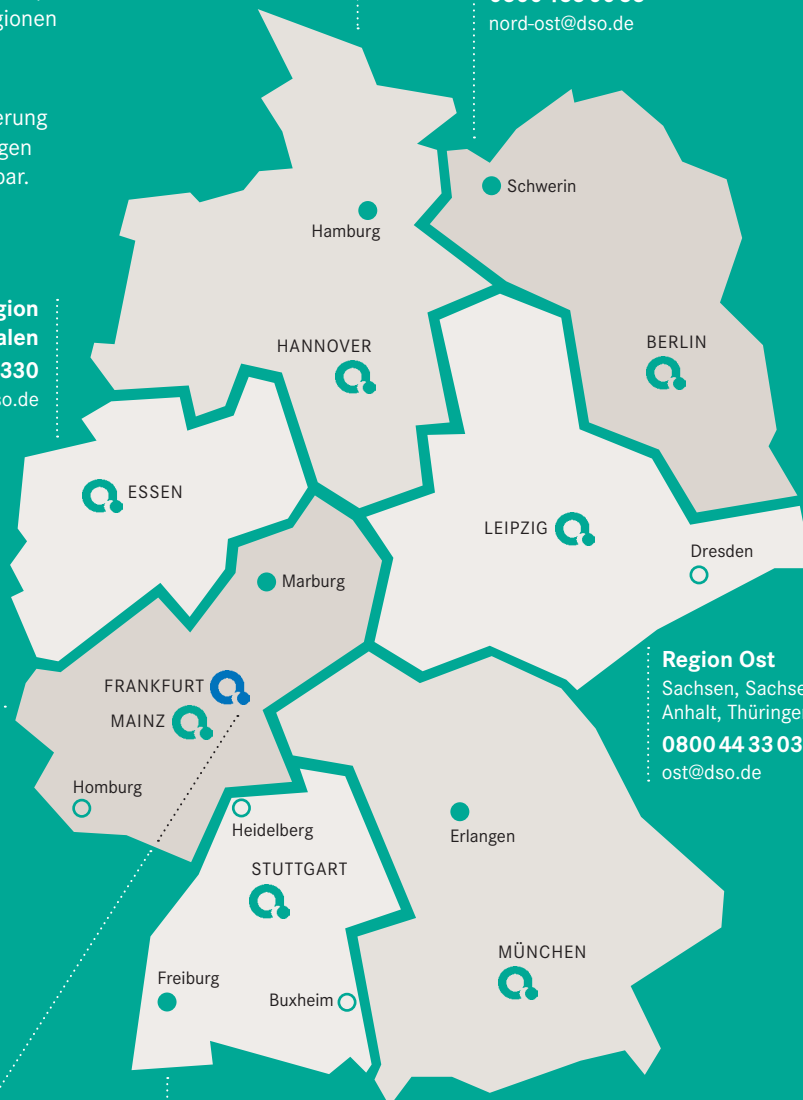 gionen
nord-ost@dso.de
erung
gen
bar.
Schwerin
Hamburg
gion
alen
330
so.de
HANNOVER
BERLIN
ESSEN
LEIPZIG
Dresden
Marburg
Region Ost
Sachsen, Sachse
Anhalt, Thüringe
0800 44 33 03
ost@dso.de
FRANKFURT
MAINZ
Homburg
Heidelberg
Erlangen
STUTTGART
MÜNCHEN
Freiburg
Buxheim